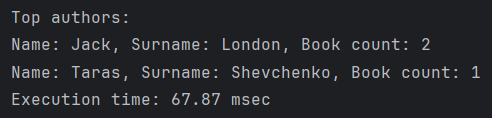 Top authors:
Name: Jack, Surname: London, Book count: 2
Name: Taras, Surname: Shevchenko, Book count: 1
Execution time: 67.87 msec